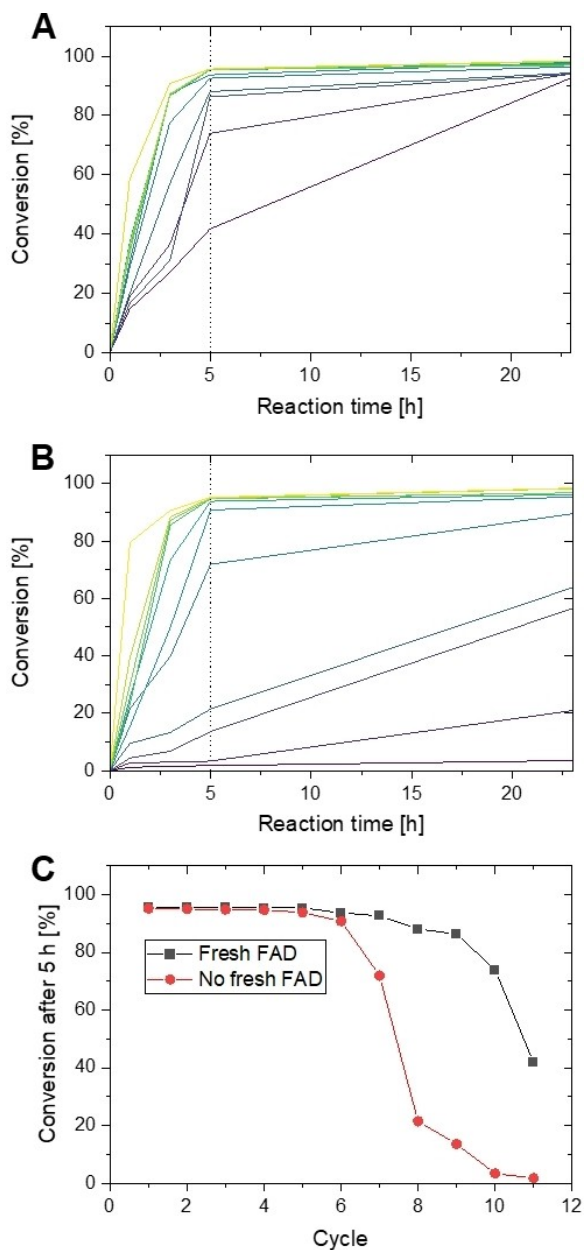 A
100
80
60
40
20
0
Conversion [%]
0 5 10 15 20
Reaction time [h]
B
100
80
60
40
20
0
Conversion [%]
0 5 10 15 20
Reaction time [h]
C
100
80
60
40
20
0
Conversion after 5 h [%]
Fresh FAD
No fresh FAD
0 2 4 6 8 10 12
Cycle